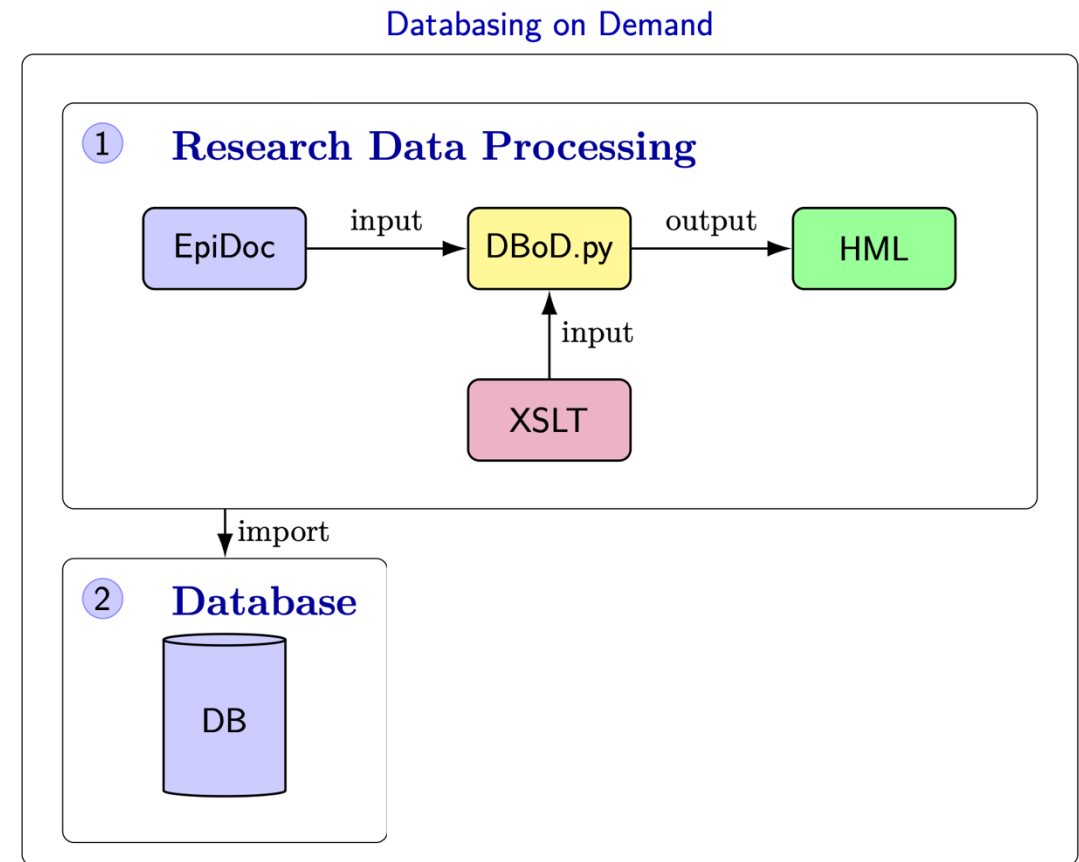 Databasing on Demand
1 Research Data Processing
input output
EpiDoc DBoD.py HML
input
XSLT
import
2 Database
DB